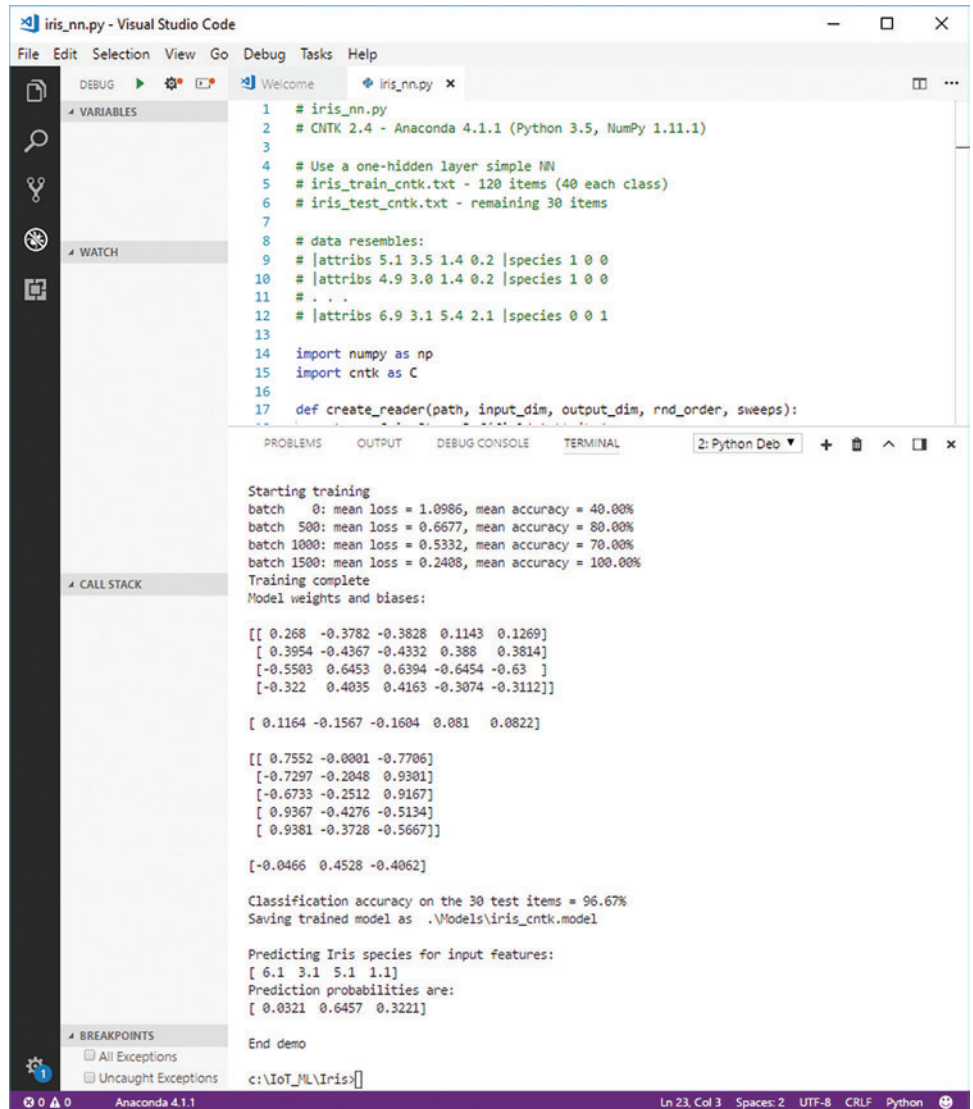 iris_nn.py - Visual Studio Code
File Edit Selection View Go Debug Tasks Help
DEBUG
Welcome
iris_nn.py
VARIABLES
WATCH
CALL STACK
BREAKPOINTS
All Exceptions
Uncaught Exceptions
1 # iris_nn.py
2 # CNTK 2.4 - Anaconda 4.1.1 (Python 3.5, NumPy 1.11.1)
3
4 # Use a one-hidden layer simple NN
5 # iris_train_cntk.txt - 120 items (40 each class)
6 # iris_test_cntk.txt - remaining 30 items
7
8 # data resembles:
9 # |attribs 5.1 3.5 1.4 0.2 |species 1 0 0
10 # |attribs 4.9 3.0 1.4 0.2 |species 1 0 0
11 # . . .
12 # |attribs 6.9 3.1 5.4 2.1 |species 0 0 1
13
14 import numpy as np
15 import cntk as C
16
17 def create_reader(path, input_dim, output_dim, rnd_order, sweeps):
PROBLEMS OUTPUT DEBUG CONSOLE TERMINAL 2: Python Deb
Starting training
batch    0: mean loss = 1.0986, mean accuracy = 40.00%
batch  500: mean loss = 0.6677, mean accuracy = 80.00%
batch 1000: mean loss = 0.5332, mean accuracy = 70.00%
batch 1500: mean loss = 0.2408, mean accuracy = 100.00%
Training complete
Model weights and biases:
[[ 0.268  -0.3782 -0.3828  0.1143  0.1269]
 [ 0.3954 -0.4367 -0.4332  0.388   0.3814]
 [-0.5503  0.6453  0.6394 -0.6454 -0.63  ]
 [-0.322   0.4035  0.4163 -0.3074 -0.3112]]
[ 0.1164 -0.1567 -0.1604  0.081   0.0822]
[[ 0.7552 -0.0001 -0.7706]
 [-0.7297 -0.2048  0.9301]
 [-0.6733 -0.2512  0.9167]
 [ 0.9367 -0.4276 -0.5134]
 [ 0.9381 -0.3728 -0.5667]]
[-0.0466  0.4528 -0.4062]
Classification accuracy on the 30 test items = 96.67%
Saving trained model as  .\Models\iris_cntk.model
Predicting Iris species for input features:
[ 6.1  3.1  5.1  1.1]
Prediction probabilities are:
[ 0.0321  0.6457  0.3221]
End demo
c:\IoT_ML\Iris>
1
0 0 Anaconda 4.1.1 Ln 23, Col 3 Spaces: 2 UTF-8 CRLF Python